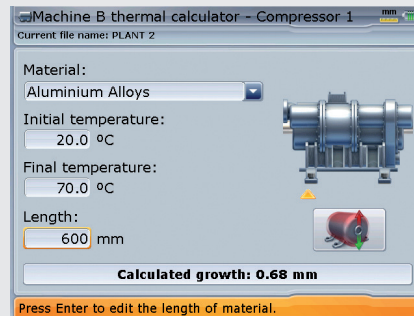 Machine B thermal calculator - Compressor 1
mm
Current file name: PLANT 2
Material:
Aluminium Alloys
Initial temperature:
20.0 ºC
Final temperature:
70.0 ºC
Length:
600 mm
Calculated growth: 0.68 mm
Press Enter to edit the length of material.